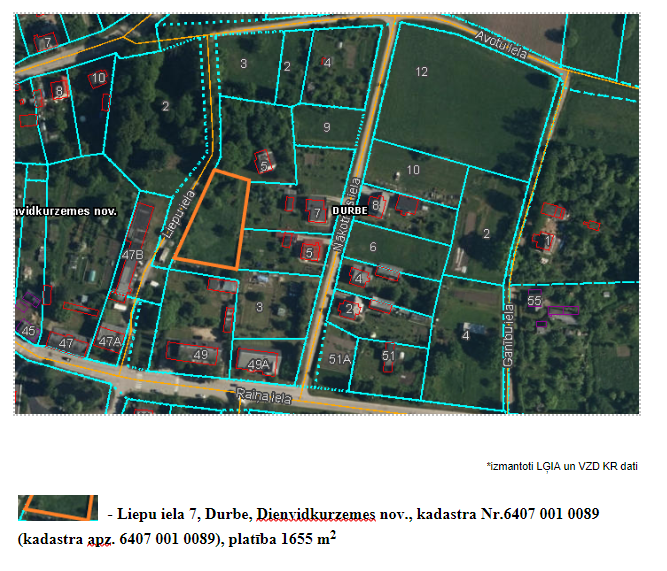 Avotu iela
7
3
2
4
12
10
8
2
9
5
10
Liepu iela
DURBE
nvidkurzemes nov.
7
8
2
Nākotnes iela
5
6
1
47B
4
3
2
55
45
47
47A
49
49A
51A
51
4
Gambju iela
Raiņa iela
*izmantoti LĢIA un VZD KR dati
- Liepu iela 7, Durbe, Dienvidkurzemes nov., kadastra Nr.6407 001 0089
(kadastra apz. 6407 001 0089), platība 1655 m²